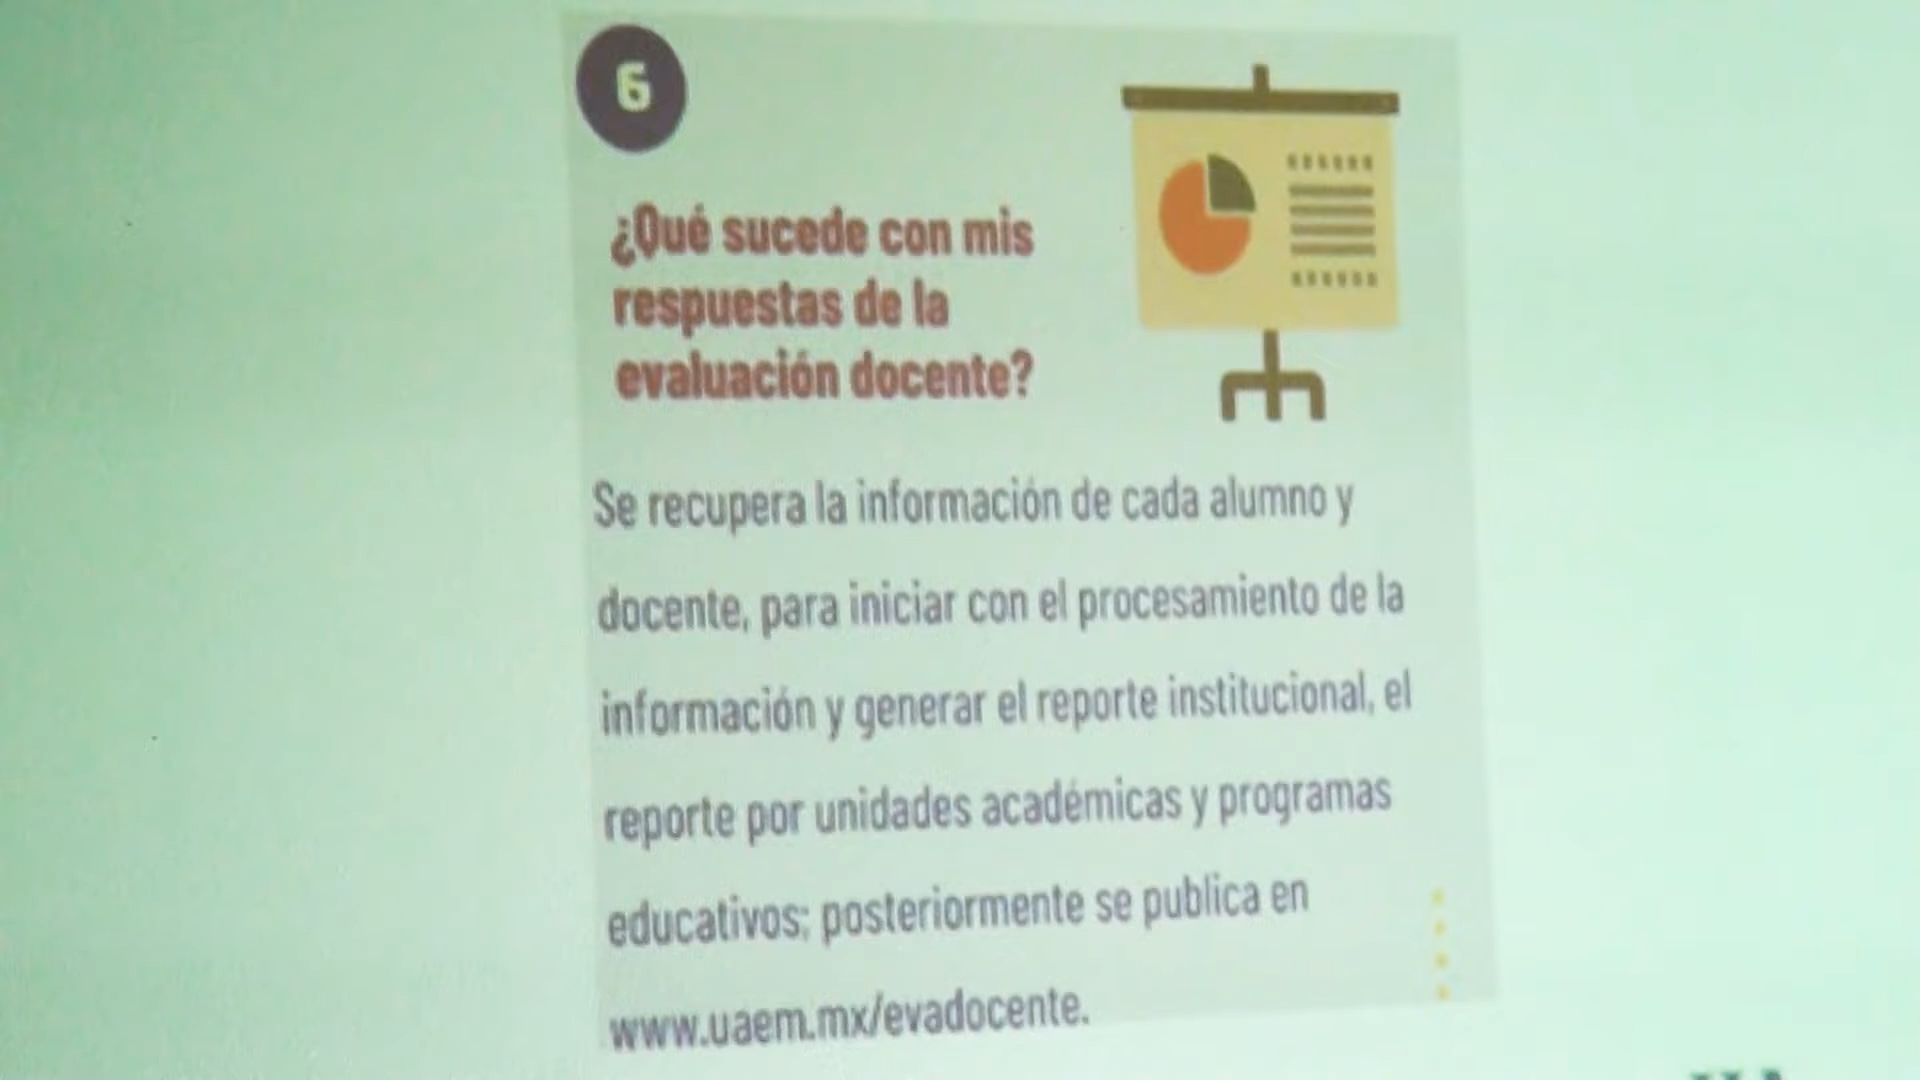 6
¿Qué sucede con mis
respuestas de la
evaluación docente?
Se recupera la información de cada alumno y
docente, para iniciar con el procesamiento de la
información y generar el reporte institucional, el
reporte por unidades académicas y programas
educativos; posteriormente se publica en
www.uaem.mx/evadocente.